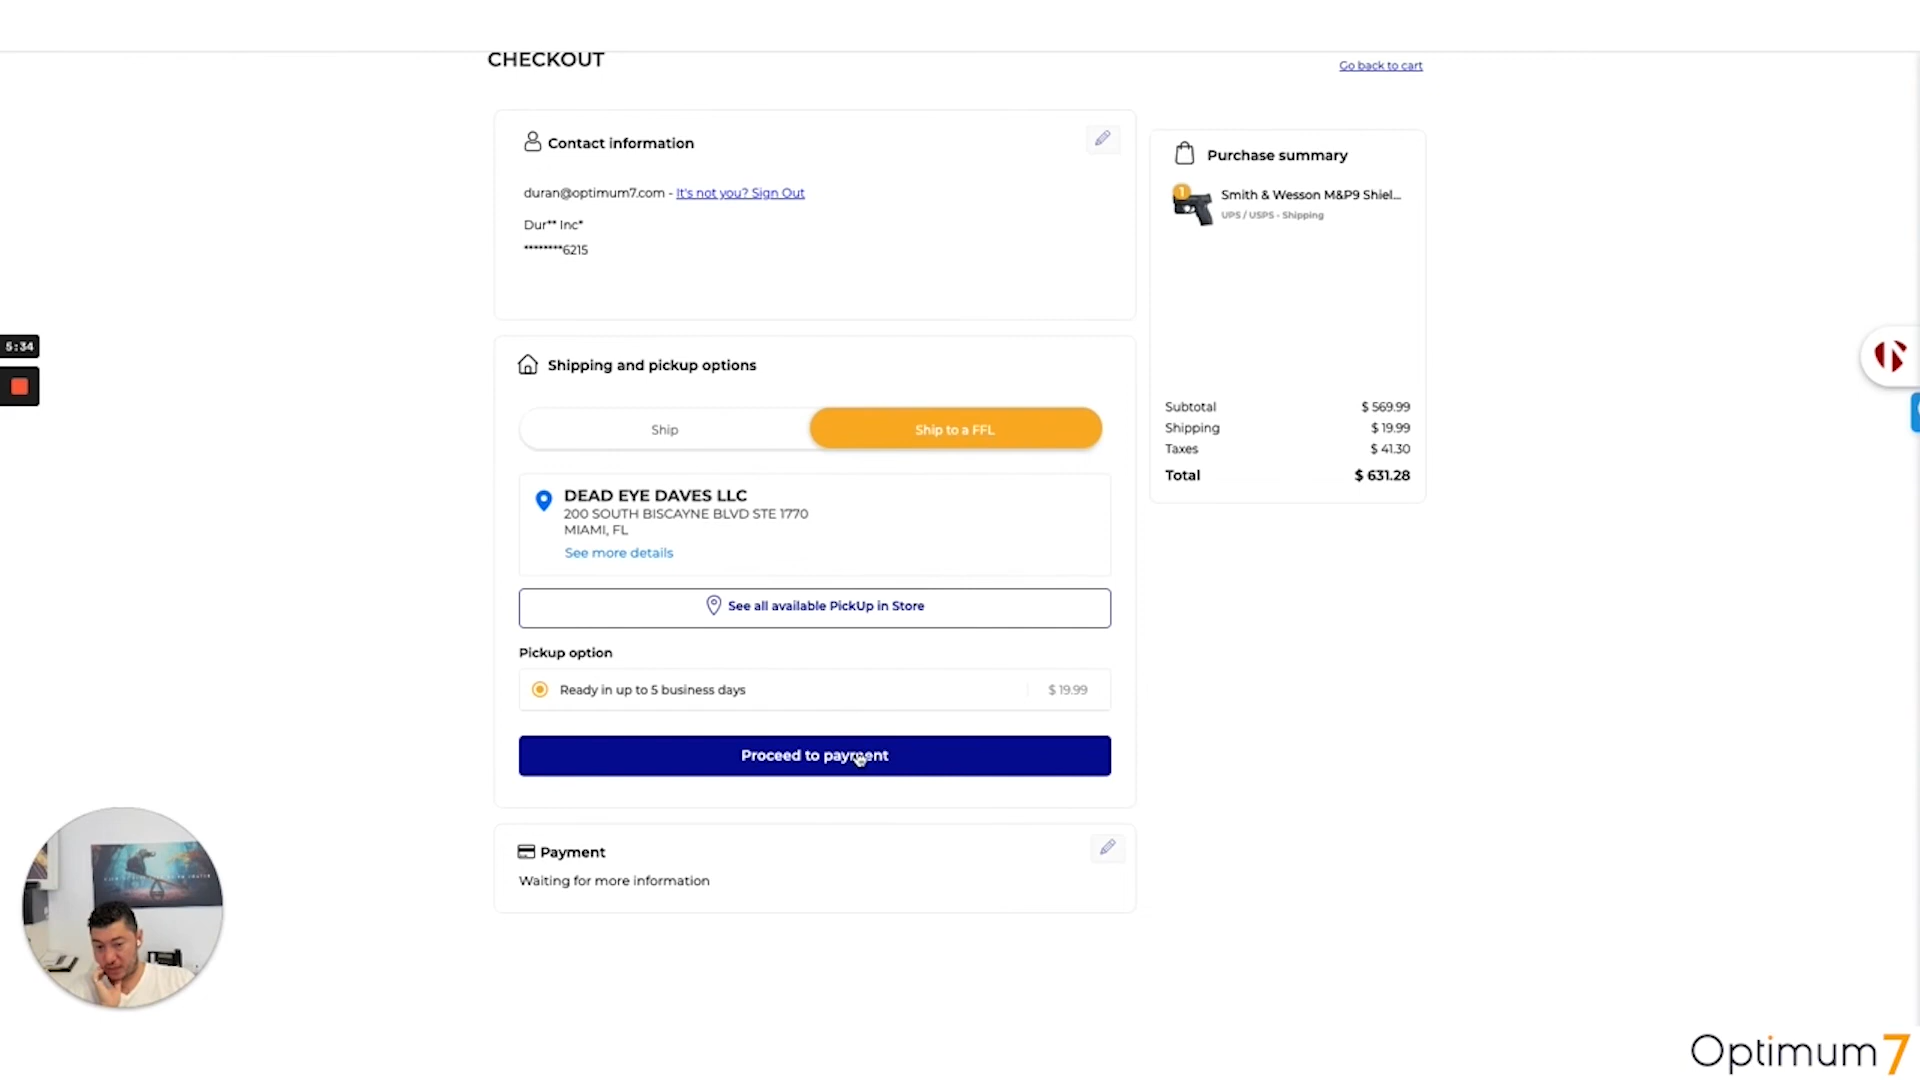 CHECKOUT
Go back to cart
Contact information
duran@optimum7.com - It's not you? Sign Out
Dur** Inc*
********6215
Purchase summary
1
Smith & Wesson M&P9 Shiel...
UPS / USPS - Shipping
Subtotal $ 569.99
Shipping $ 19.99
Taxes $ 41.30
Total $ 631.28
5:34
Shipping and pickup options
Ship
Ship to a FFL
DEAD EYE DAVES LLC
200 SOUTH BISCAYNE BLVD STE 1770
MIAMI, FL
See more details
See all available PickUp in Store
Pickup option
Ready in up to 5 business days $ 19.99
Proceed to payment
Payment
Waiting for more information
Optimum7